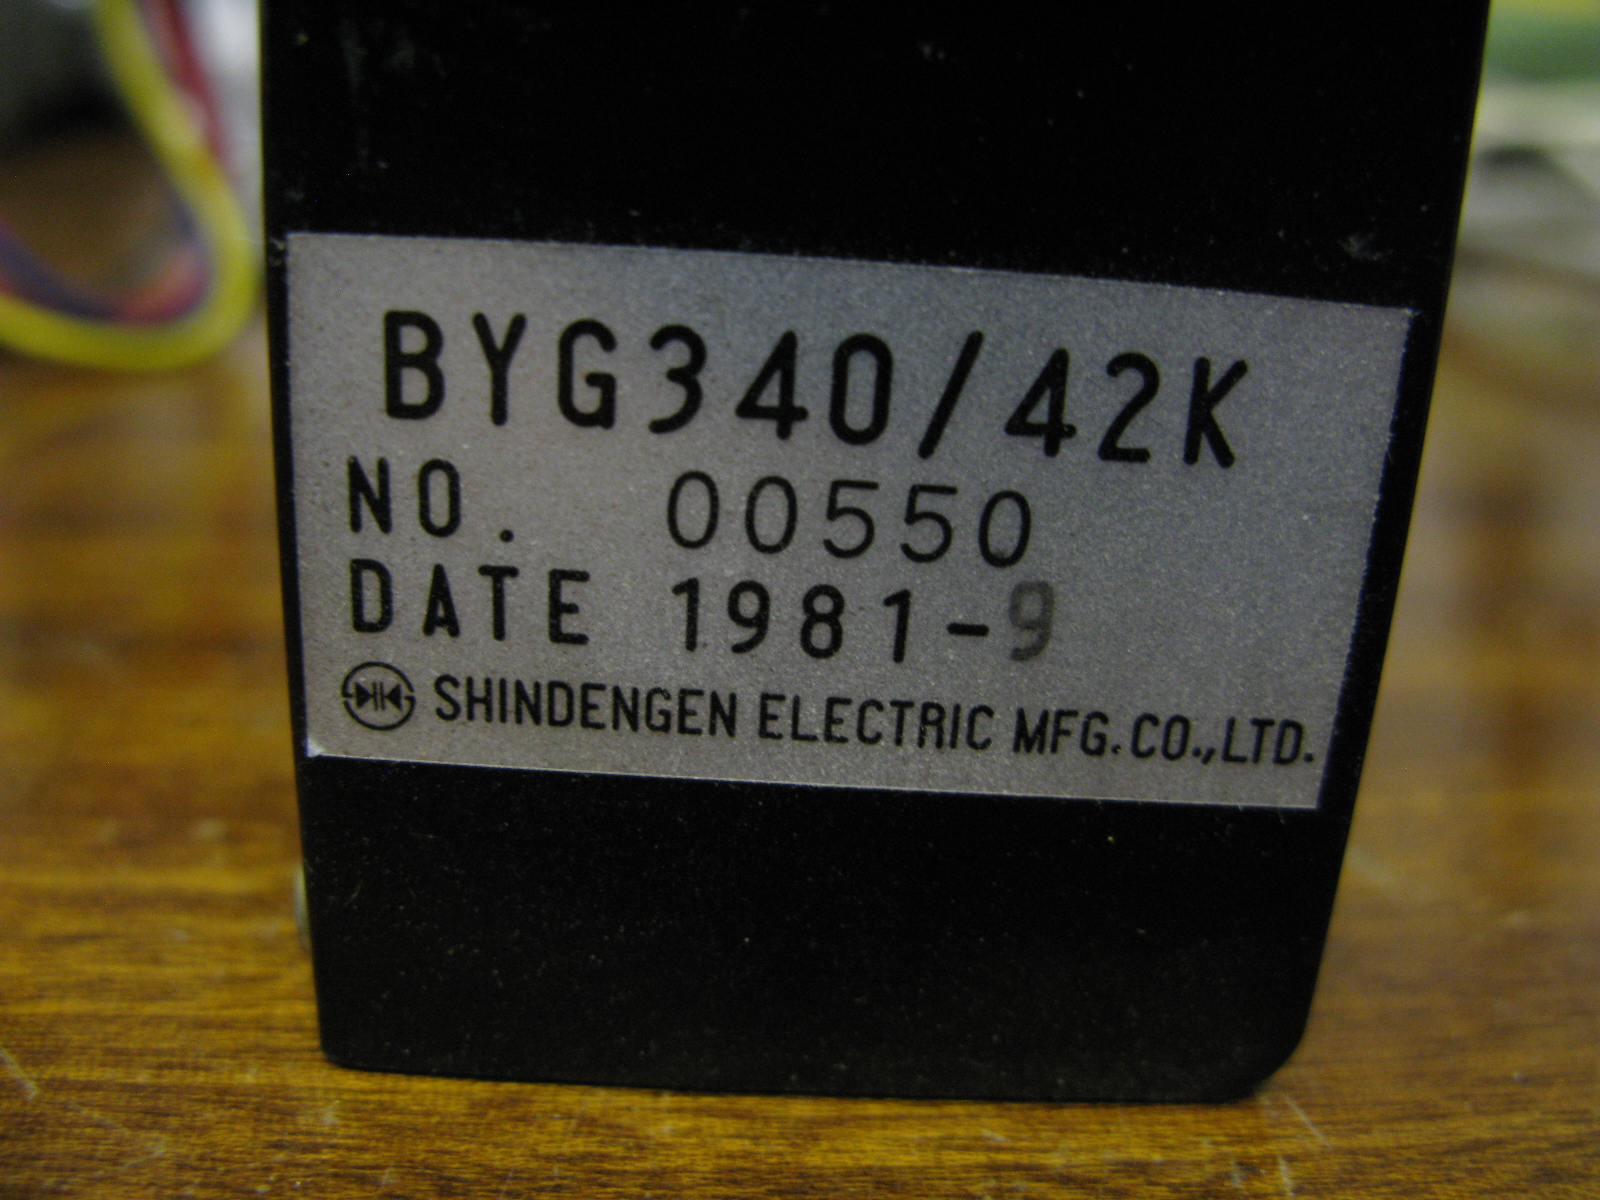 BYG340/42K
NO. 00550
DATE 1981-9
SHINDENGEN ELECTRIC MFG. CO., LTD.